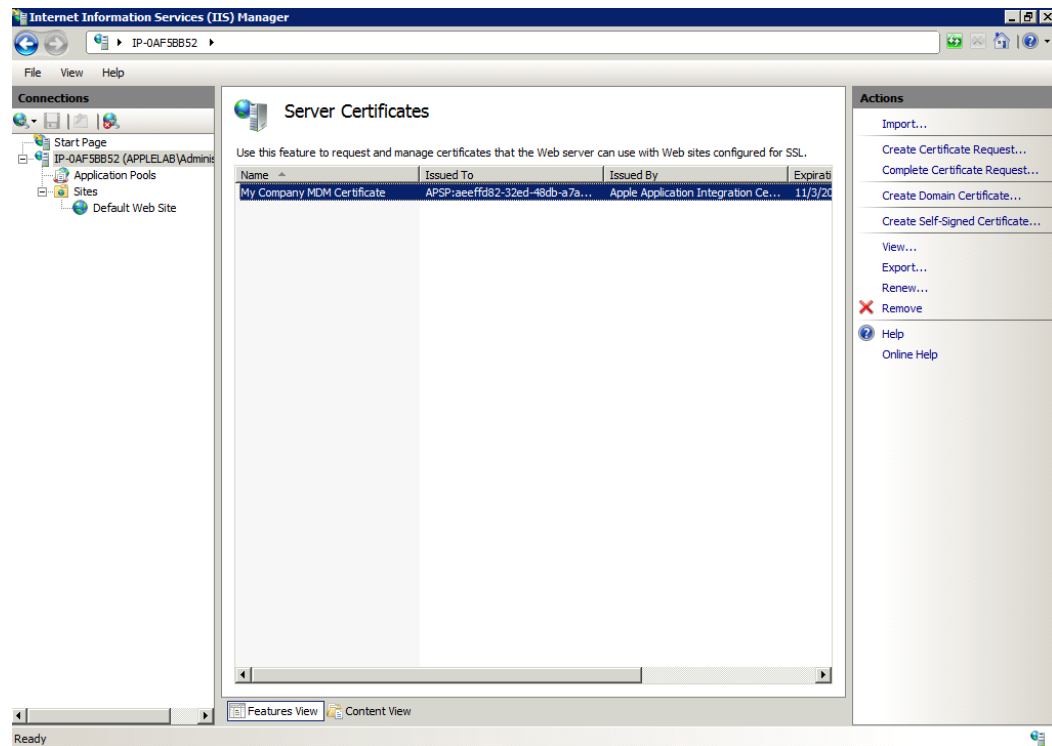 Internet Information Services (IIS) Manager
IP-0AF5BB52
File View Help
Connections
Start Page
IP-0AF5BB52 (APPLELAB\Adminis
Application Pools
Sites
Default Web Site
Server Certificates
Use this feature to request and manage certificates that the Web server can use with Web sites configured for SSL.
Name Issued To Issued By Expirati
My Company MDM Certificate APSP:aeeffd82-32ed-48db-a7a... Apple Application Integration Ce... 11/3/20
Features View Content View
Actions
Import...
Create Certificate Request...
Complete Certificate Request...
Create Domain Certificate...
Create Self-Signed Certificate...
View...
Export...
Renew...
Remove
Help
Online Help
Ready